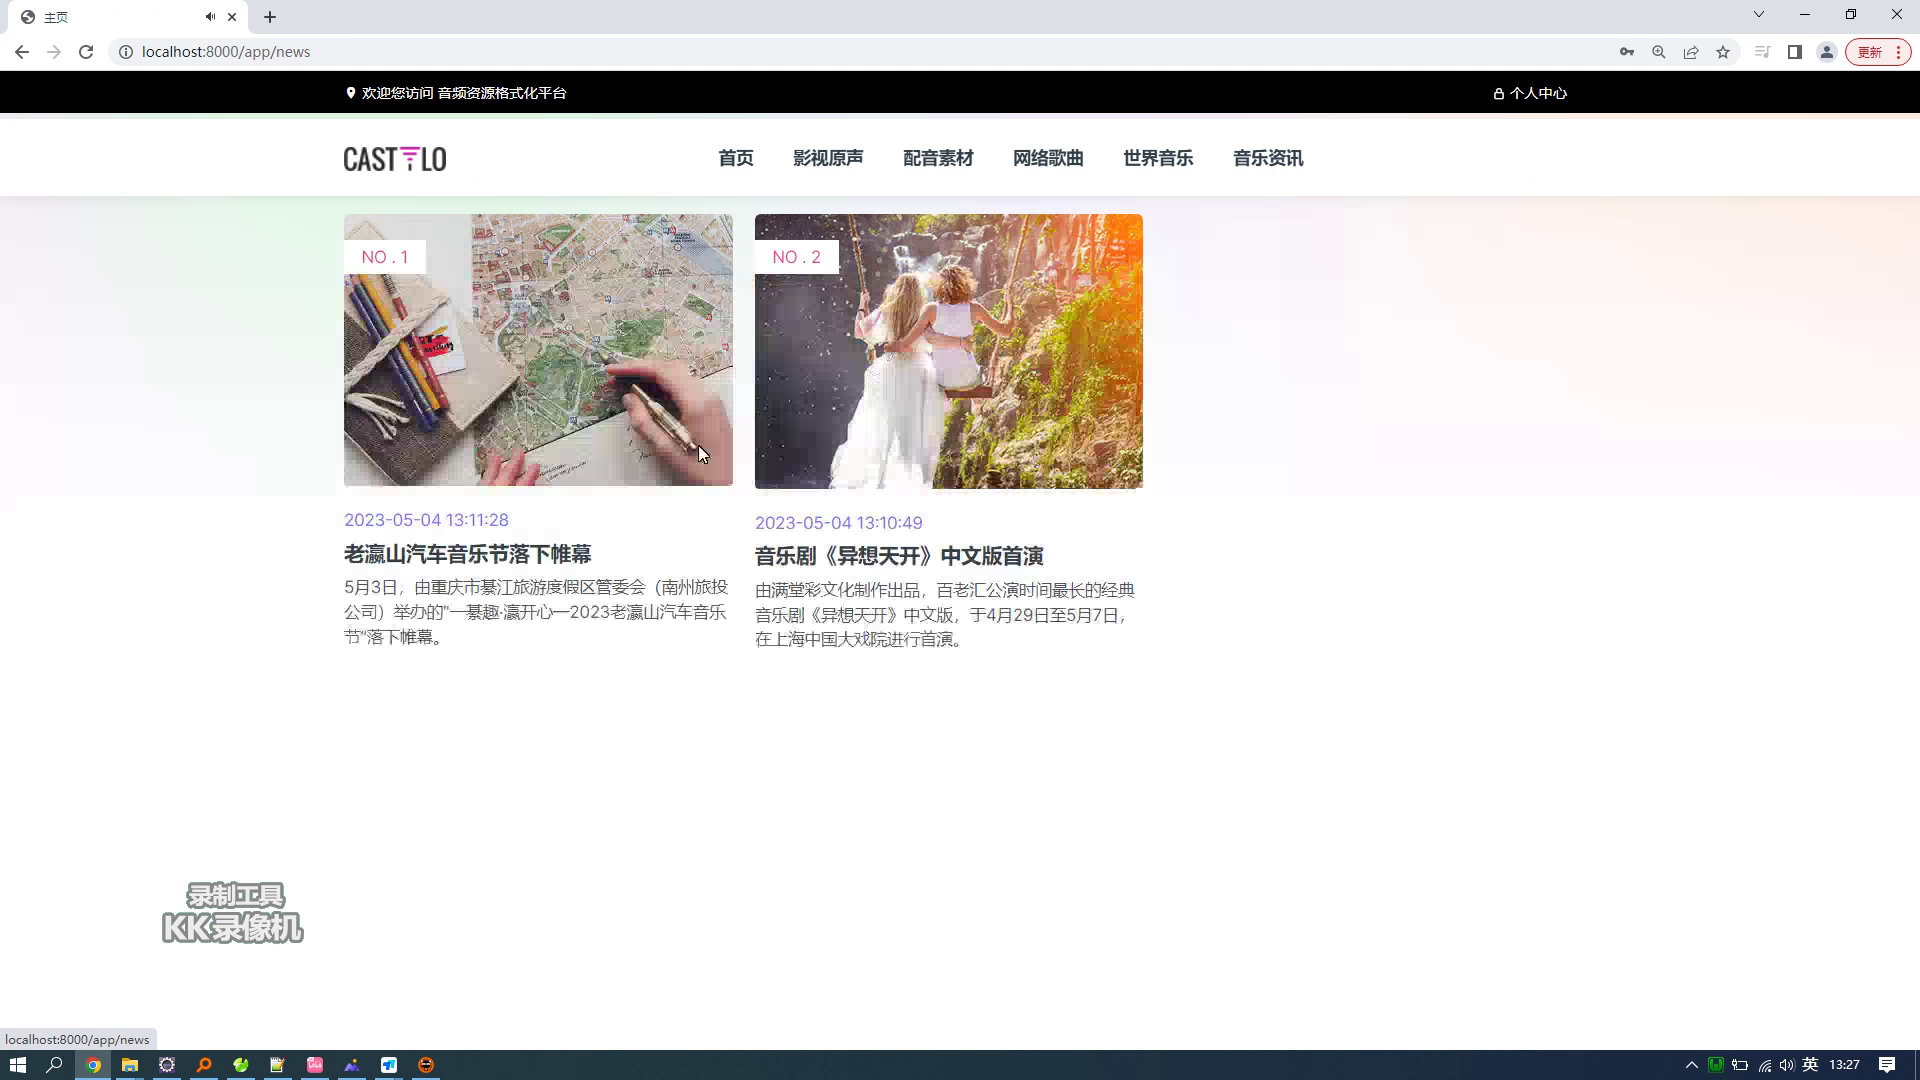 主页
localhost:8000/app/news
更新
欢迎您访问 音频资源格式化平台
个人中心
CAST LO
首页
影视原声
配音素材
网络歌曲
世界音乐
音乐资讯
NO . 1
NO . 2
2023-05-04 13:11:28
老瀛山汽车音乐节落下帷幕
5月3日，由重庆市綦江旅游度假区管委会（南州旅投
公司）举办的“一綦趣·瀛开心—2023老瀛山汽车音乐
节”落下帷幕。
2023-05-04 13:10:49
音乐剧《异想天开》中文版首演
由满堂彩文化制作出品，百老汇公演时间最长的经典
音乐剧《异想天开》中文版，于4月29日至5月7日，
在上海中国大戏院进行首演。
录制工具
KK录像机
localhost:8000/app/news
英
13:27